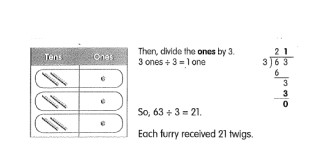 Tens Ones
Then, divide the ones by 3.
3 ones ÷ 3 = 1 one
So, 63 ÷ 3 = 21.
Each furry received 21 twigs.
2 1
3)6 3
6
3
3
0